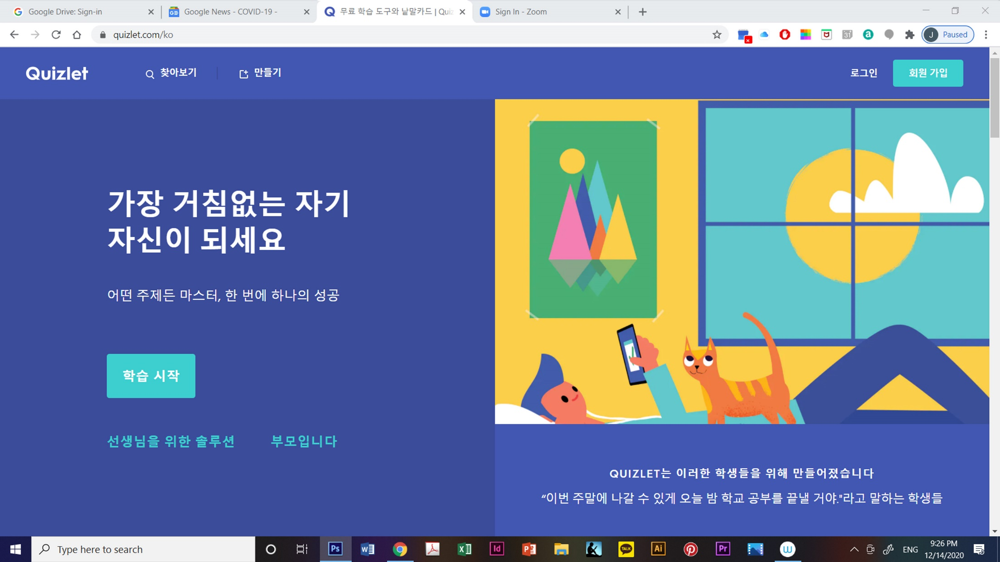 Google Drive: Sign-in
Google News - COVID-19 -
무료 학습 도구와 낱말카드 | Quiz
Sign In - Zoom
quizlet.com/ko
31
a
J
Paused
Quizlet
찾아보기
만들기
로그인
회원 가입
가장 거침없는 자기
자신이 되세요
어떤 주제든 마스터, 한 번에 하나의 성공
학습 시작
선생님을 위한 솔루션
부모입니다
QUIZLET는 이러한 학생들을 위해 만들어졌습니다
“이번 주말에 나갈 수 있게 오늘 밤 학교 공부를 끝낼 거야."라고 말하는 학생들
Type here to search
Ps
W
X
Id
P
TALK
Ai
Pr
W
ENG
9:26 PM
12/14/2020